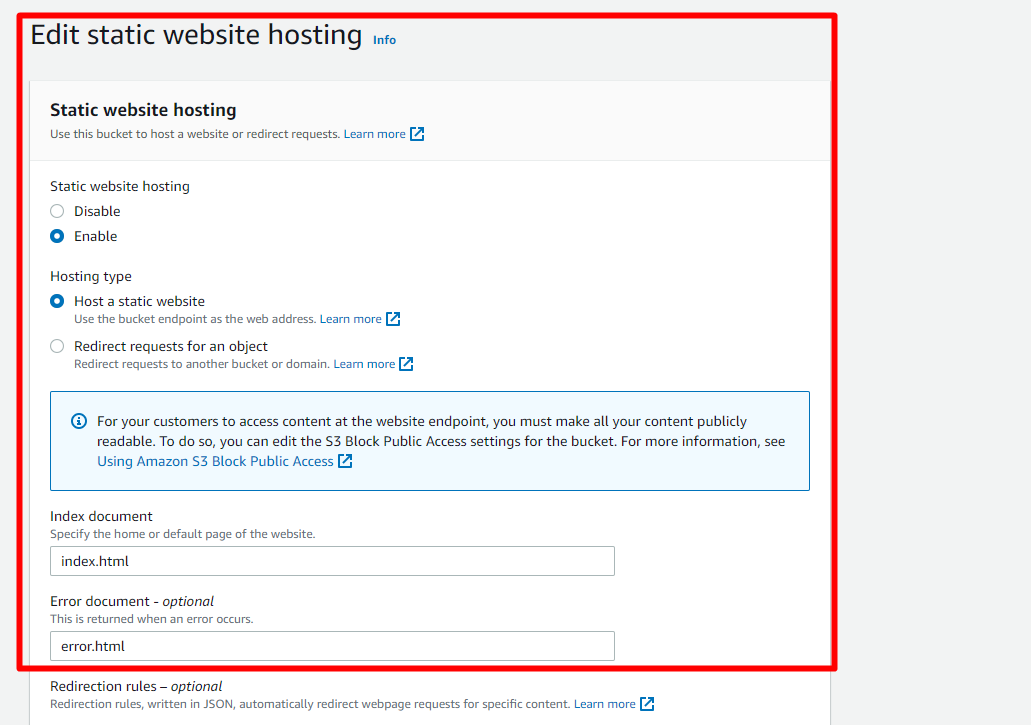 Edit static website hosting Info
Static website hosting
Use this bucket to host a website or redirect requests. Learn more
Static website hosting
Disable
Enable
Hosting type
Host a static website
Use the bucket endpoint as the web address. Learn more
Redirect requests for an object
Redirect requests to another bucket or domain. Learn more
For your customers to access content at the website endpoint, you must make all your content publicly
readable. To do so, you can edit the S3 Block Public Access settings for the bucket. For more information, see
Using Amazon S3 Block Public Access
Index document
Specify the home or default page of the website.
index.html
Error document - optional
This is returned when an error occurs.
error.html
Redirection rules – optional
Redirection rules, written in JSON, automatically redirect webpage requests for specific content. Learn more